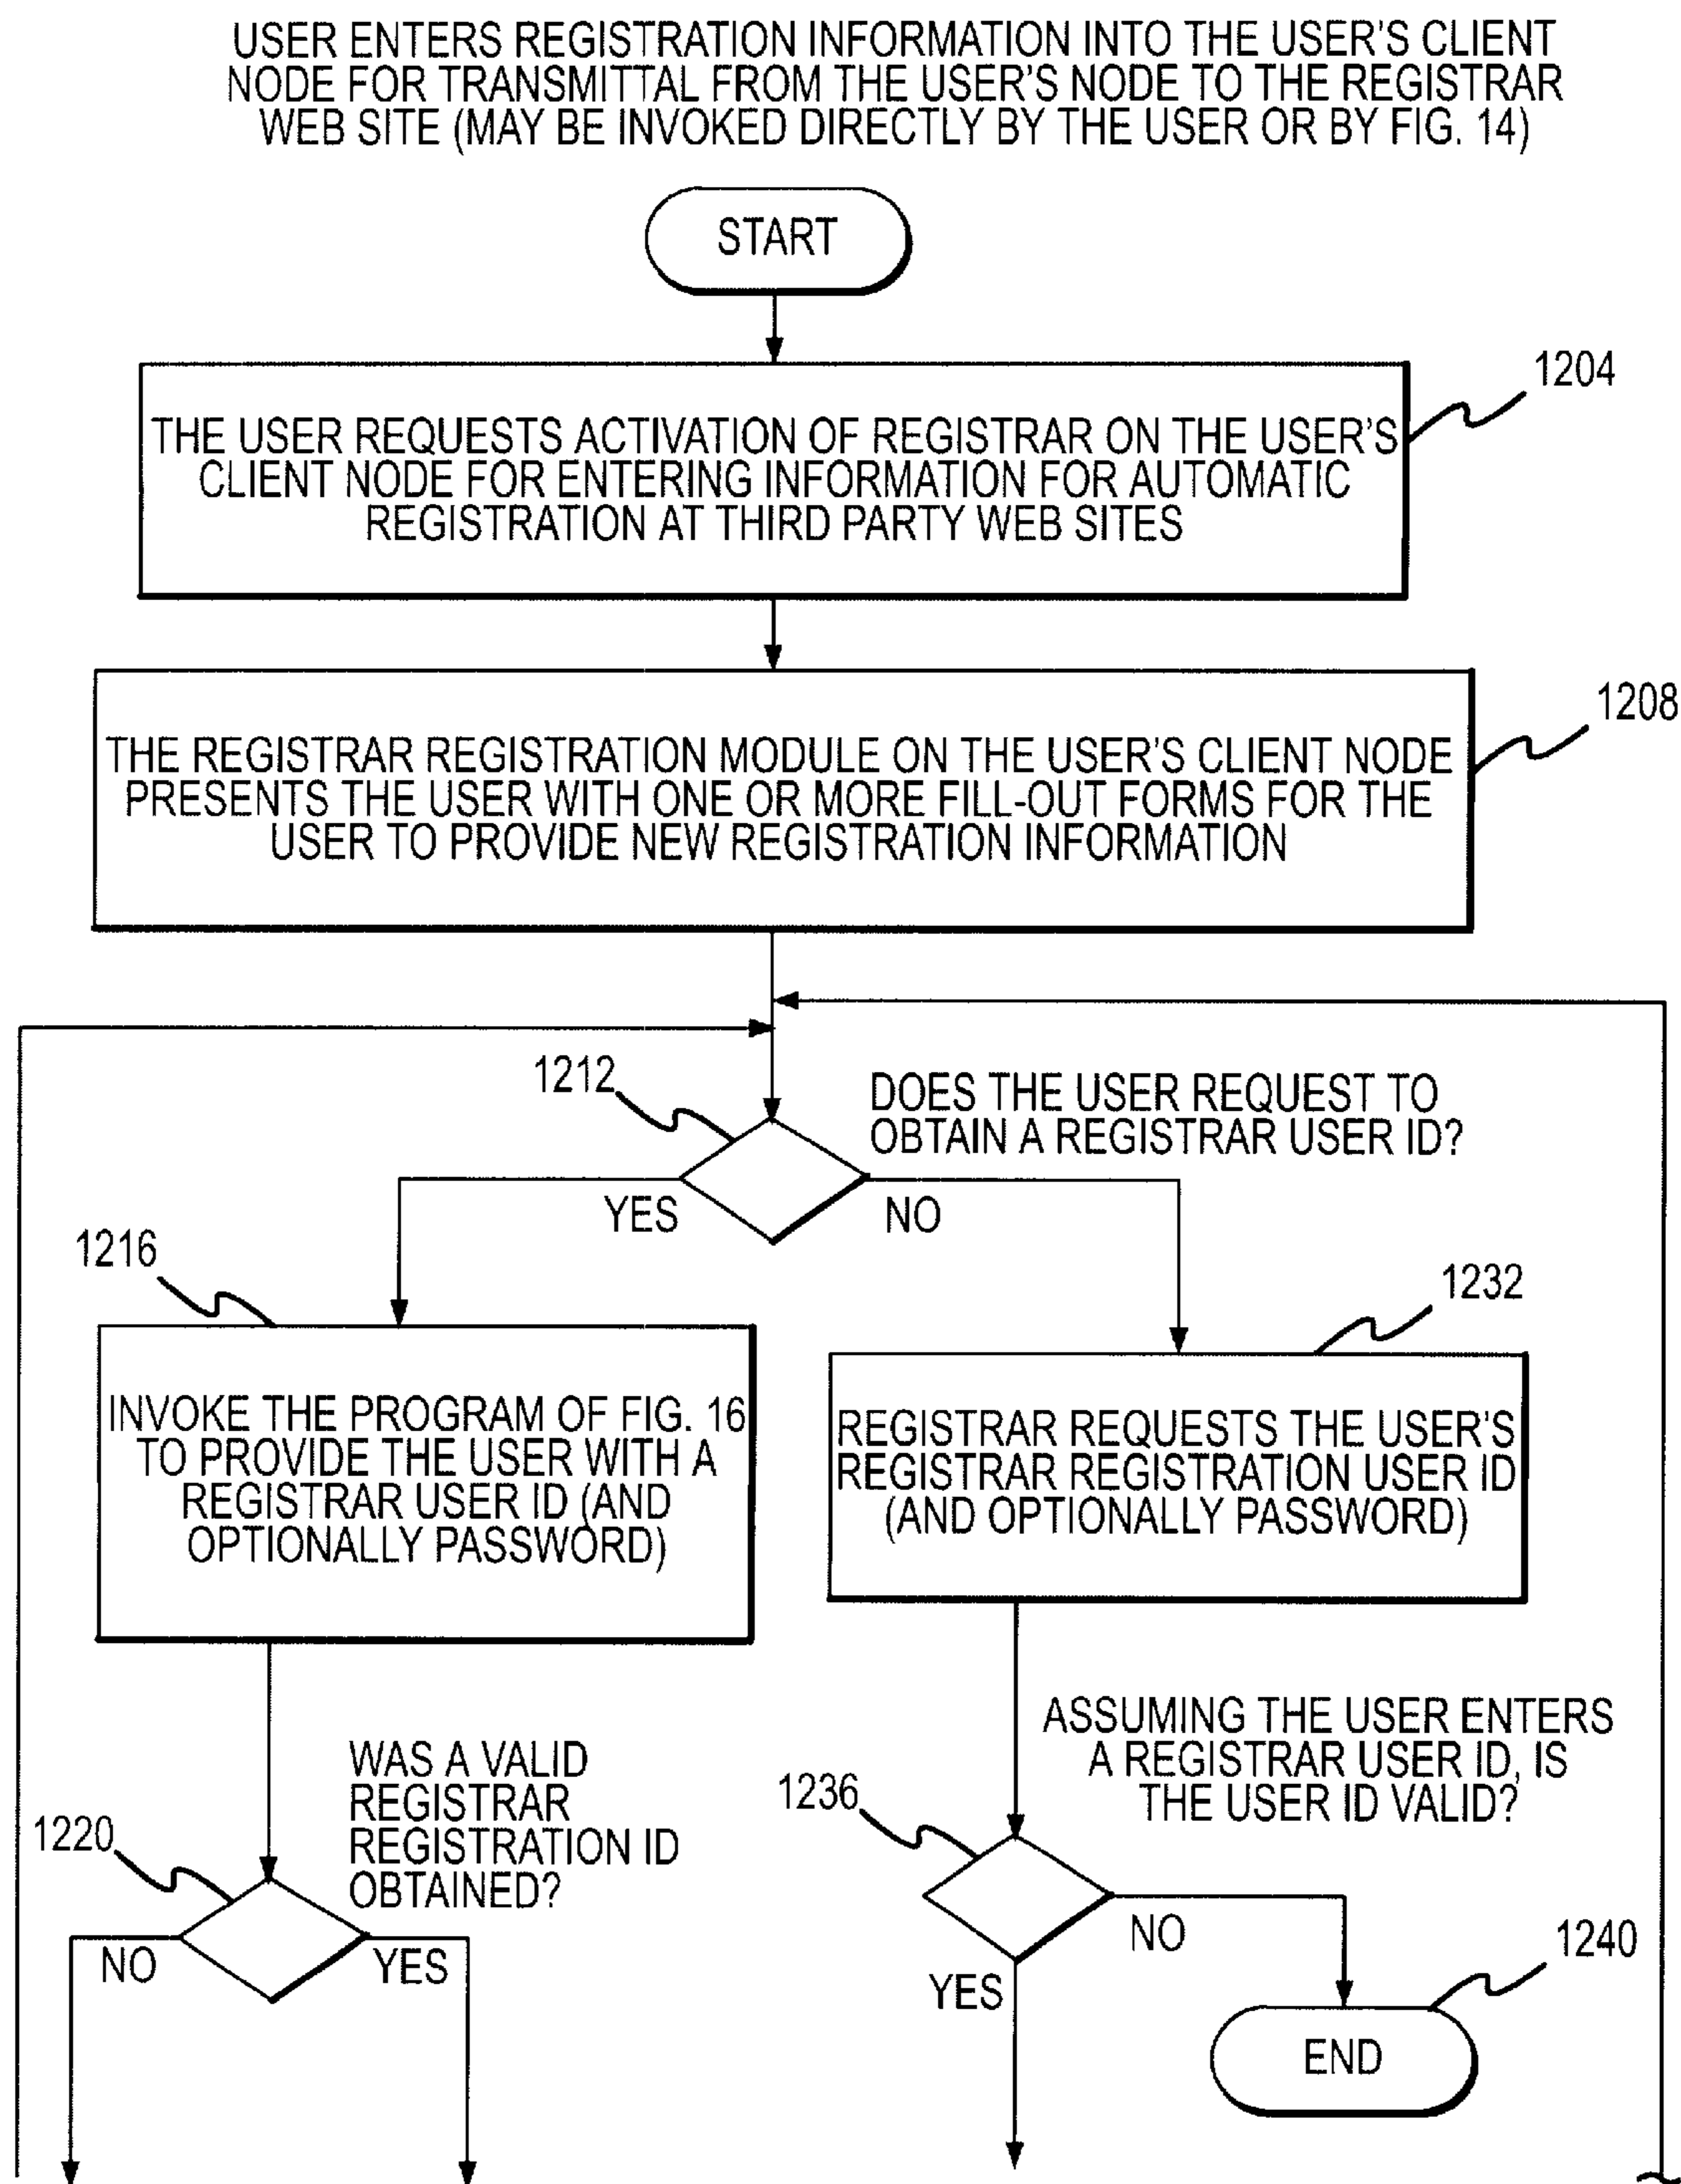 USER ENTERS REGISTRATION INFORMATION INTO THE USER'S CLIENT
NODE FOR TRANSMITTAL FROM THE USER'S NODE TO THE REGISTRAR
WEB SITE (MAY BE INVOKED DIRECTLY BY THE USER OR BY FIG. 14)
START
1204
THE USER REQUESTS ACTIVATION OF REGISTRAR ON THE USER'S
CLIENT NODE FOR ENTERING INFORMATION FOR AUTOMATIC
REGISTRATION AT THIRD PARTY WEB SITES
1208
THE REGISTRAR REGISTRATION MODULE ON THE USER'S CLIENT NODE
PRESENTS THE USER WITH ONE OR MORE FILL-OUT FORMS FOR THE
USER TO PROVIDE NEW REGISTRATION INFORMATION
1212
DOES THE USER REQUEST TO
OBTAIN A REGISTRAR USER ID?
YES
NO
1216
INVOKE THE PROGRAM OF FIG. 16
TO PROVIDE THE USER WITH A
REGISTRAR USER ID (AND
OPTIONALLY PASSWORD)
1232
REGISTRAR REQUESTS THE USER'S
REGISTRAR REGISTRATION USER ID
(AND OPTIONALLY PASSWORD)
WAS A VALID
REGISTRAR
REGISTRATION ID
OBTAINED?
1220
NO
YES
ASSUMING THE USER ENTERS
A REGISTRAR USER ID, IS
THE USER ID VALID?
1236
NO
YES
1240
END